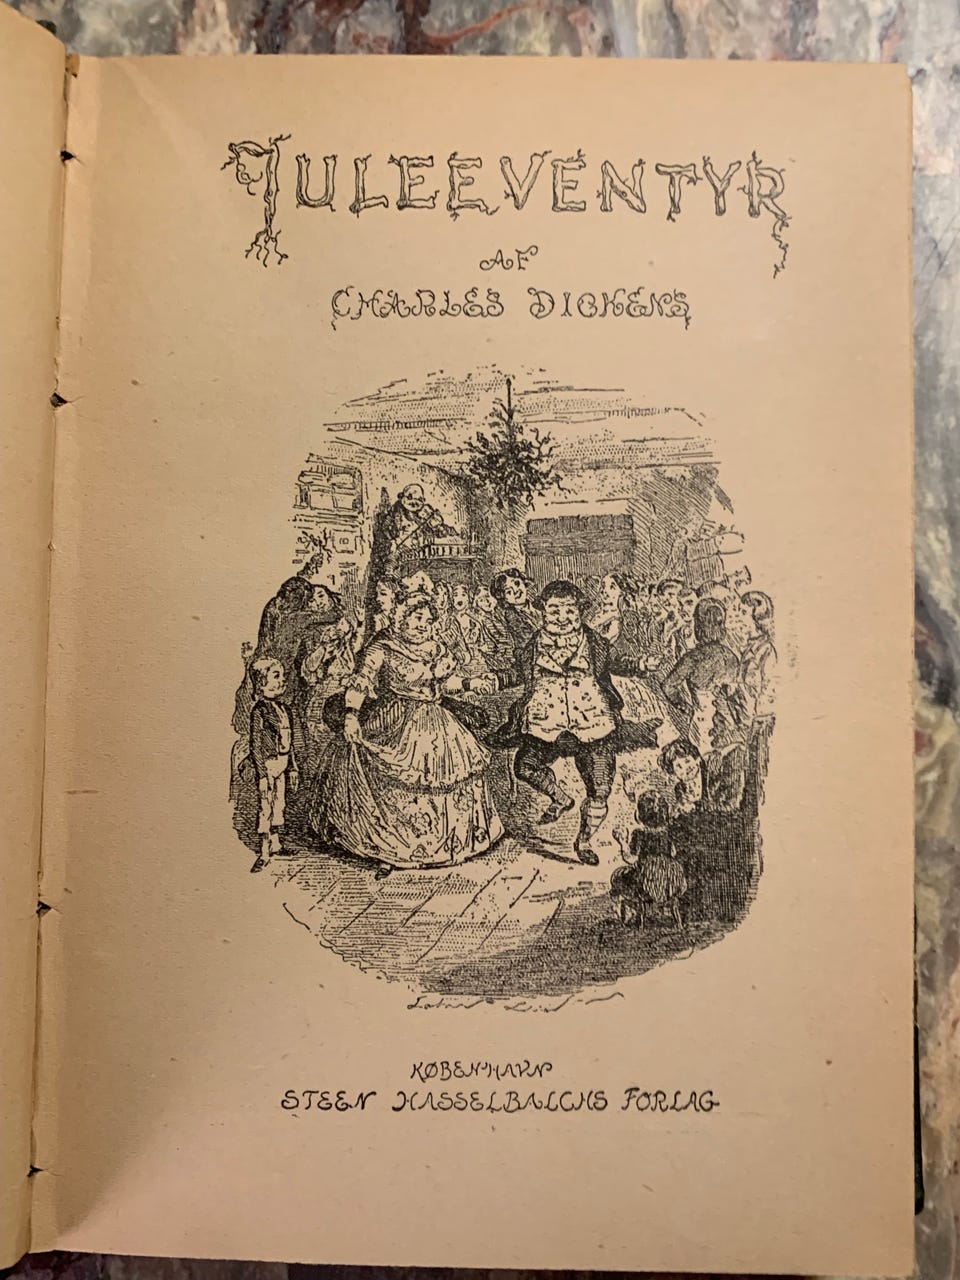 JULEEVENTYR
AF
CHARLES DICKENS
KØBENHAVN
STEEN HASSELBALCHS FORLAG